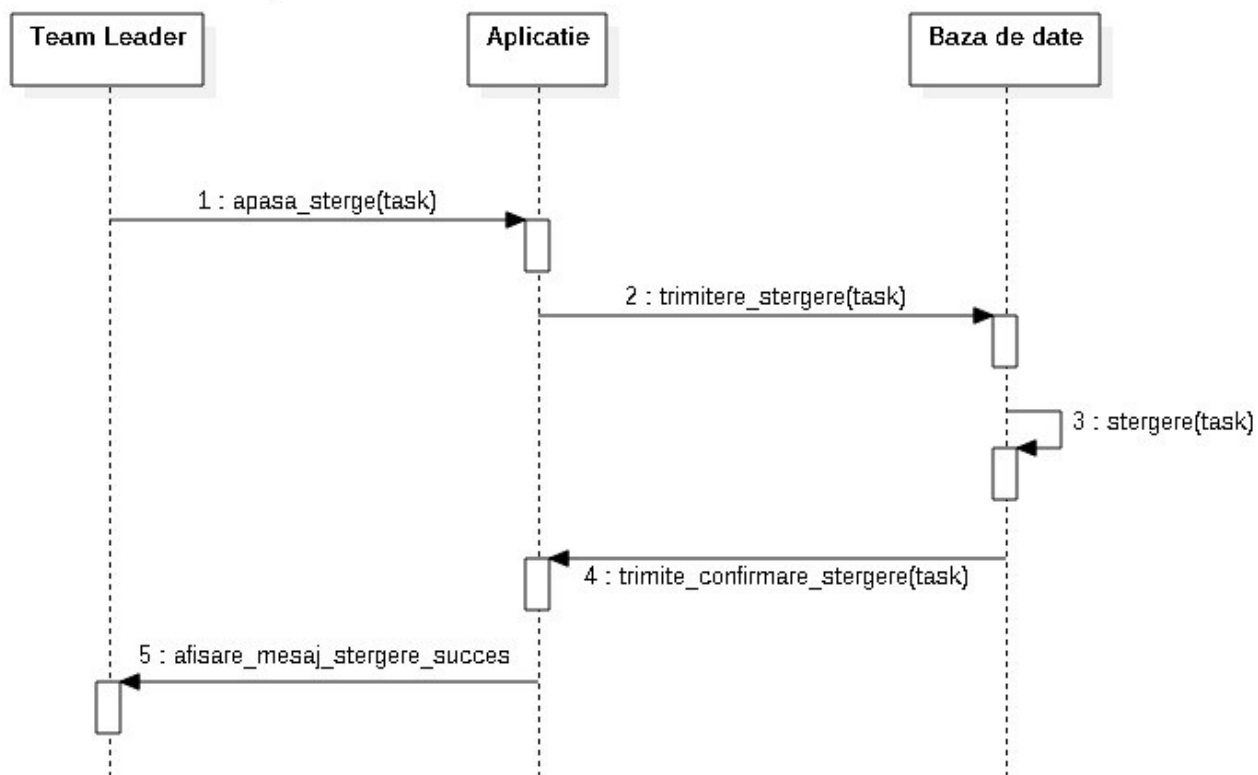 Team Leader
Aplicatie
Baza de date
1 : apasa_sterge(task)
2 : trimitere_stergere(task)
3 : stergere(task)
4 : trimite_confirmare_stergere(task)
5 : afisare_mesaj_stergere_succes